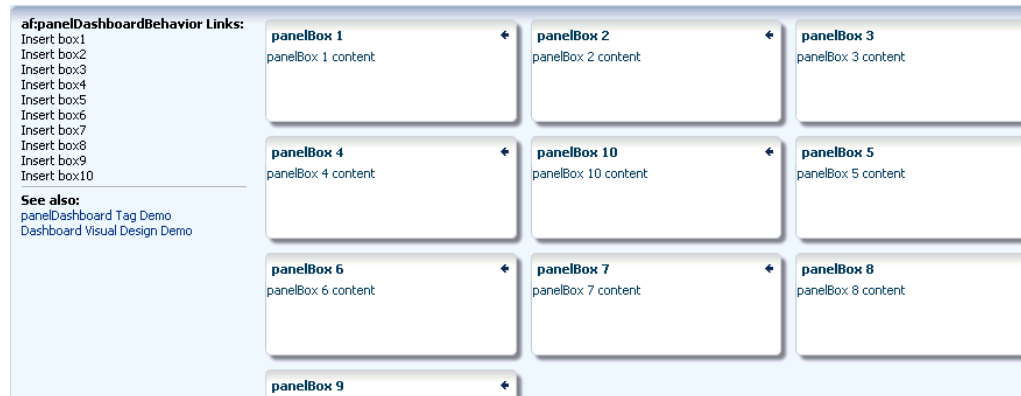 af:panelDashboardBehavior Links:
Insert box1
Insert box2
Insert box3
Insert box4
Insert box5
Insert box6
Insert box7
Insert box8
Insert box9
Insert box10
See also:
panelDashboard Tag Demo
Dashboard Visual Design Demo
panelBox 1
panelBox 1 content
panelBox 2
panelBox 2 content
panelBox 3
panelBox 3 content
panelBox 4
panelBox 4 content
panelBox 10
panelBox 10 content
panelBox 5
panelBox 5 content
panelBox 6
panelBox 6 content
panelBox 7
panelBox 7 content
panelBox 8
panelBox 8 content
panelBox 9